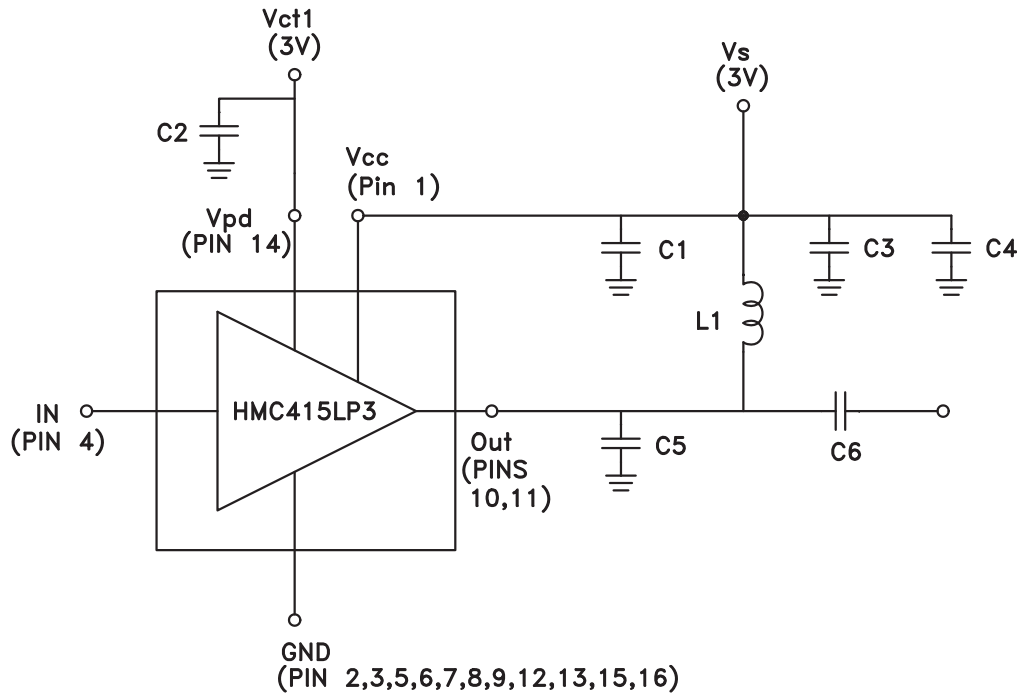 Vct1
(3V)
Vs
(3V)
C2
Vcc
(Pin 1)
Vpd
(PIN 14)
C1
C3
C4
L1
IN
(PIN 4)
HMC415LP3
Out
(PINS
10,11)
C5
C6
GND
(PIN 2,3,5,6,7,8,9,12,13,15,16)